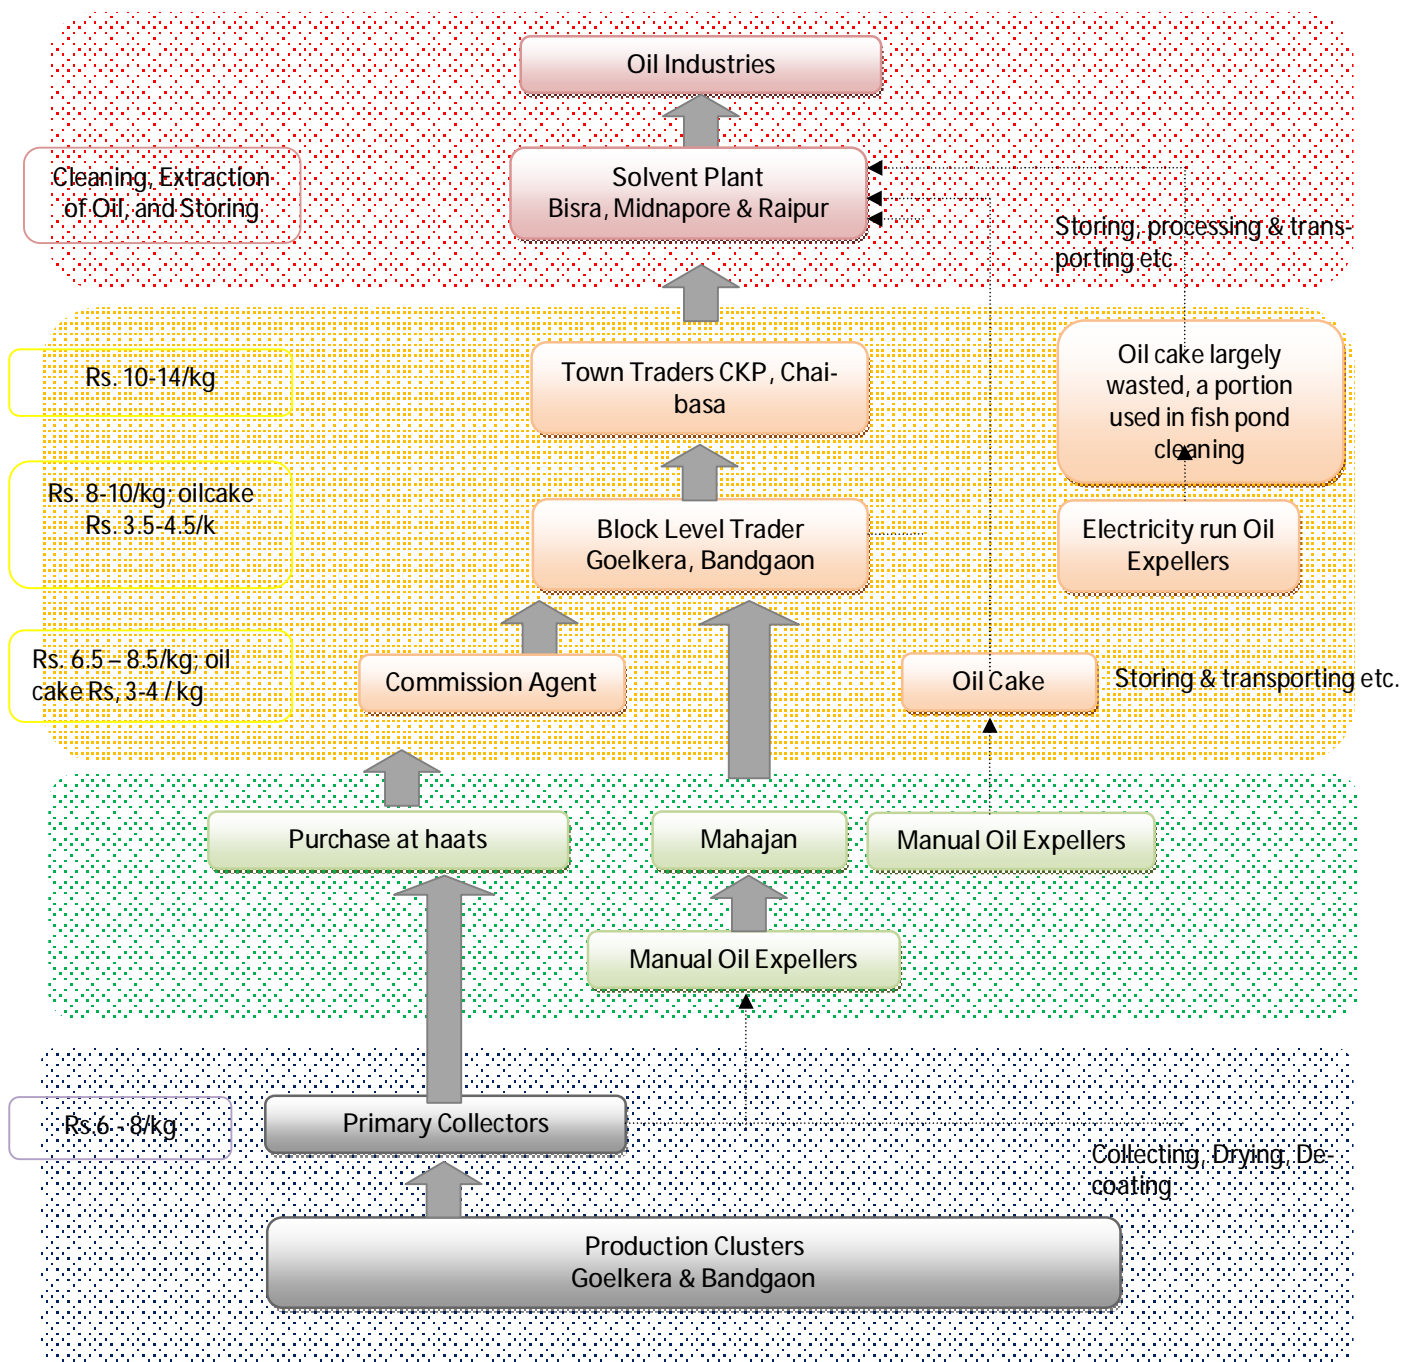 Oil Industries
Cleaning, Extraction
of Oil, and Storing
Solvent Plant
Bisra, Midnapore & Raipur
Storing, processing & trans-
porting etc
Rs. 10-14/kg
Town Traders CKP, Chai-
basa
Oil cake largely
wasted, a portion
used in fish pond
cleaning
Rs. 8-10/kg; oilcake
Rs. 3.5-4.5/k
Block Level Trader
Goelkera, Bandgaon
Electricity run Oil
Expellers
Rs. 6.5 – 8.5/kg; oil
cake Rs, 3-4 / kg
Commission Agent
Oil Cake
Storing & transporting etc.
Purchase at haats
Mahajan
Manual Oil Expellers
Manual Oil Expellers
Rs.6 - 8/kg
Primary Collectors
Collecting, Drying, De-
coating
Production Clusters
Goelkera & Bandgaon